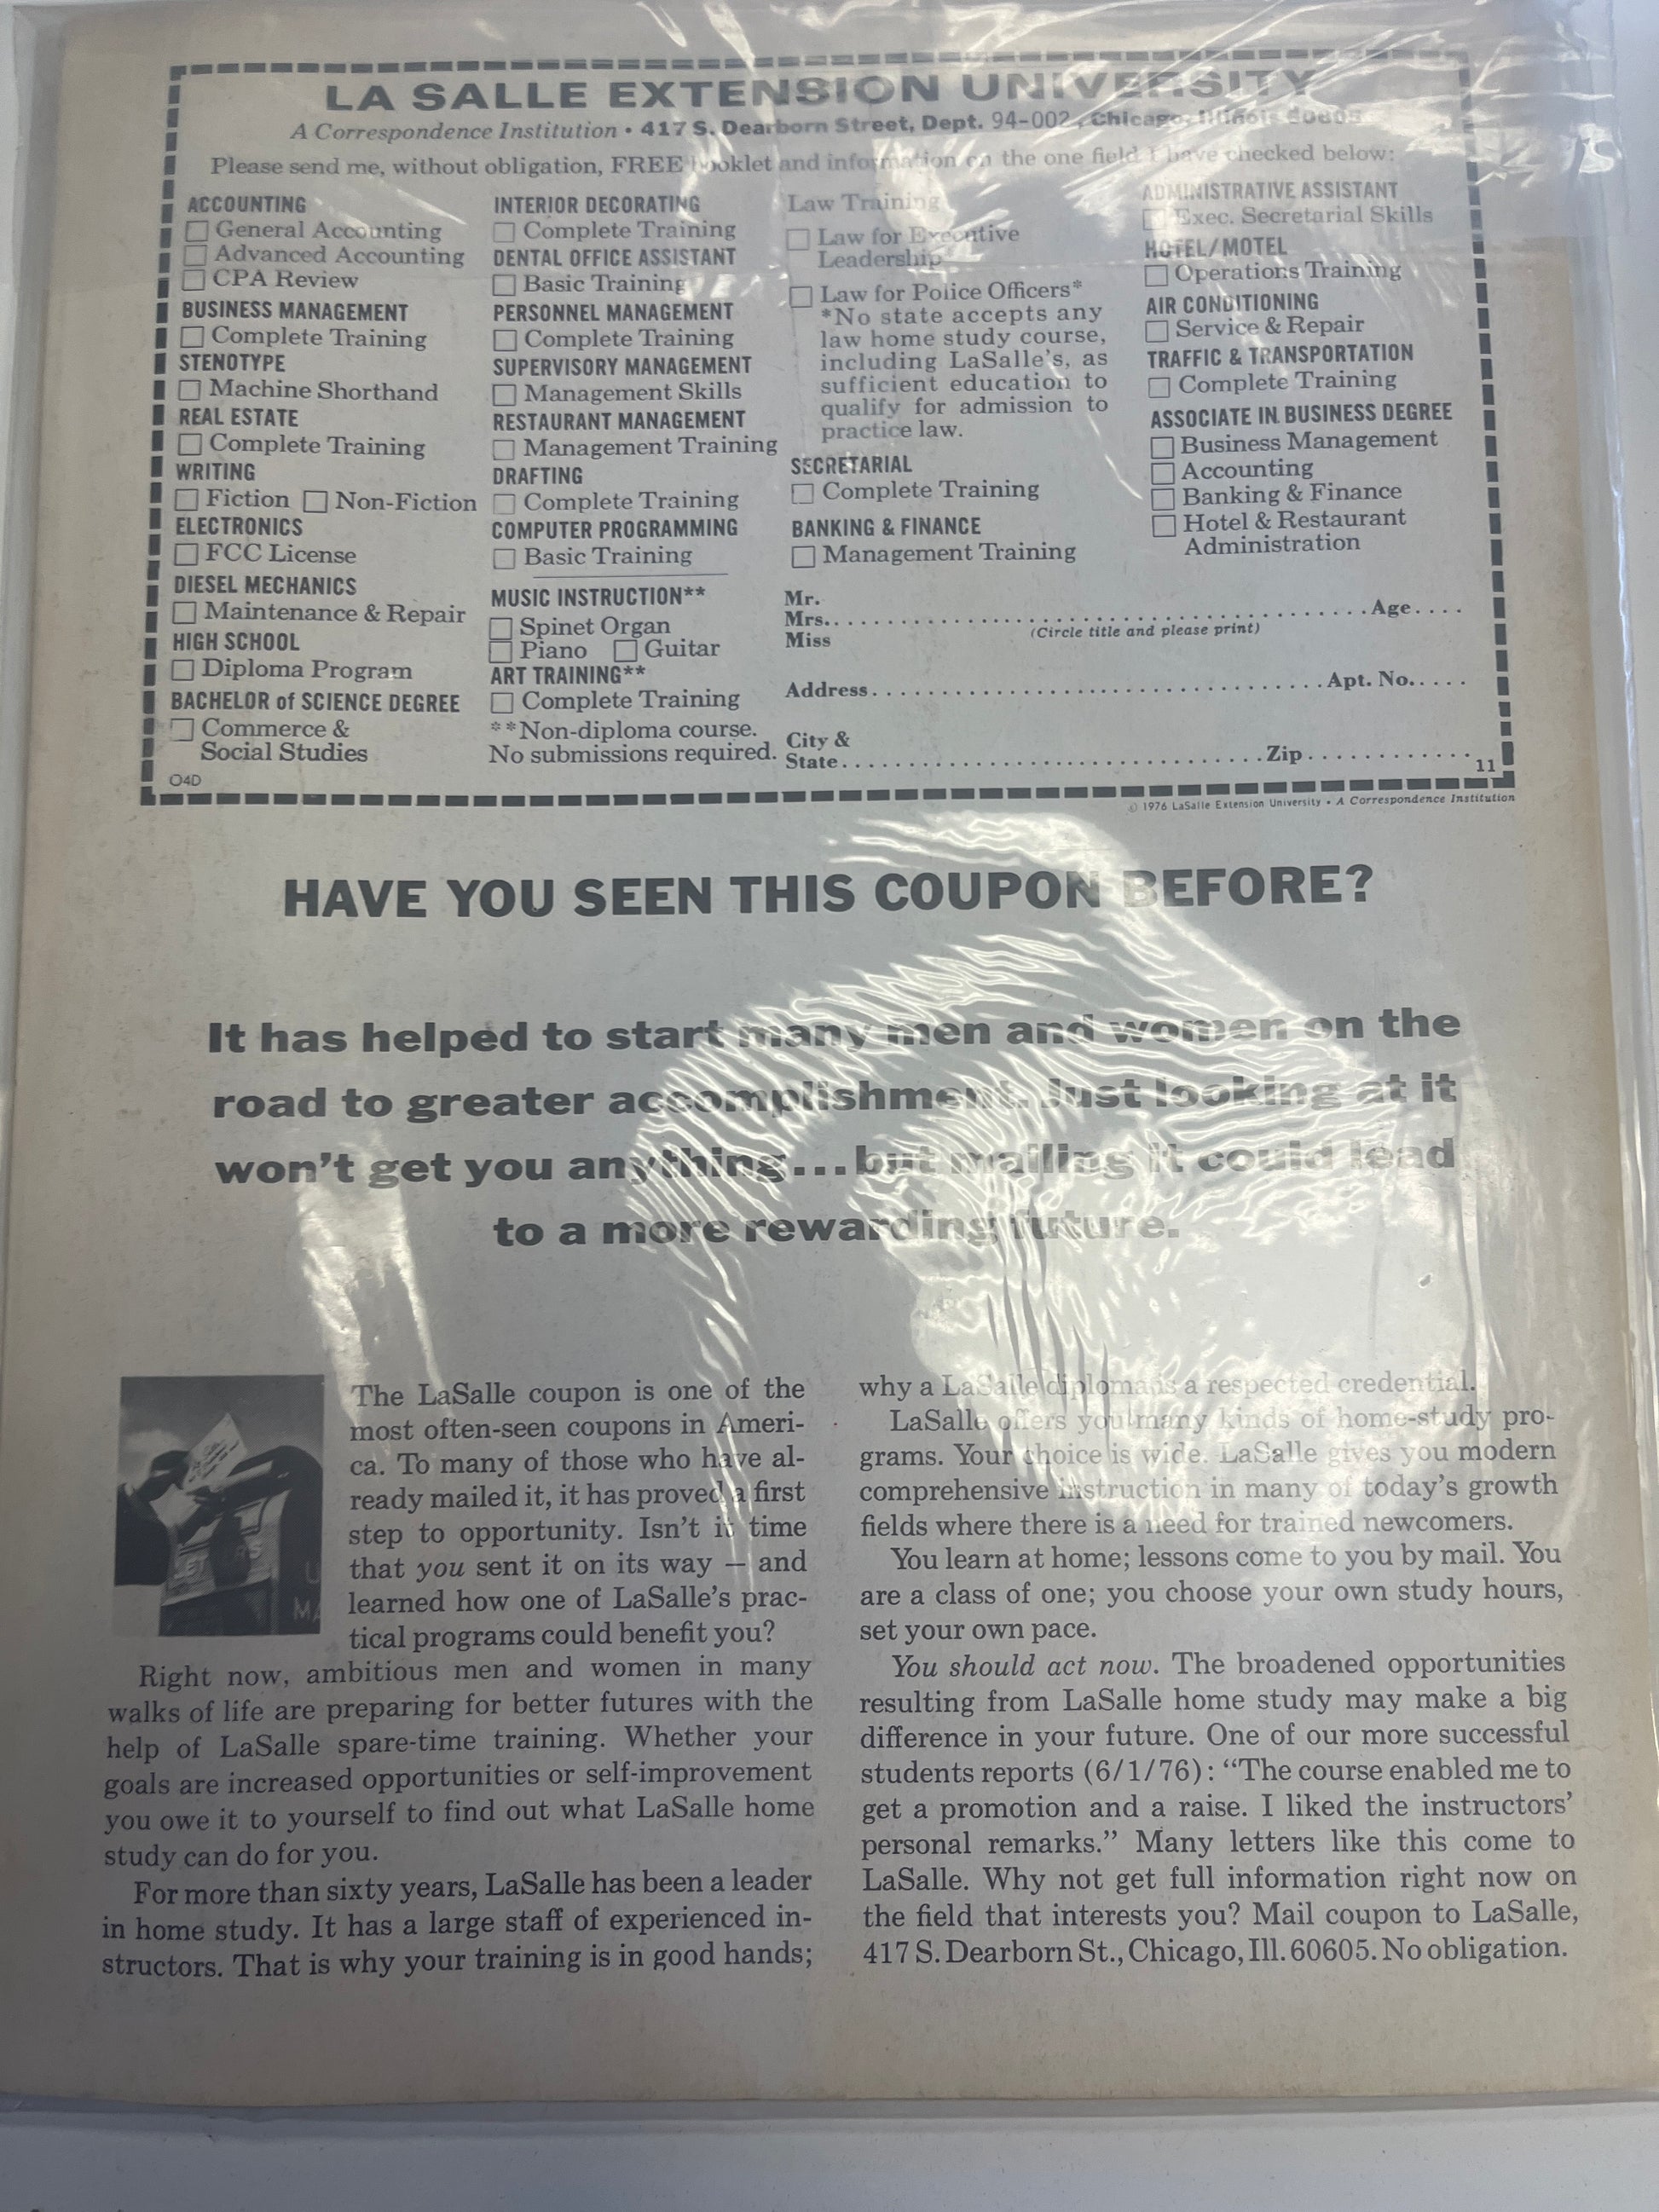 LA SALLE EXTENSION UNIVERSITY
A Correspondence Institution • 417 S. Dearborn Street, Dept. 94-002, Chicago, Illinois 60605
Please send me, without obligation, FREE booklet and information on the one field I have checked below:
ACCOUNTING
General Accounting
Advanced Accounting
CPA Review
BUSINESS MANAGEMENT
Complete Training
STENOTYPE
Machine Shorthand
REAL ESTATE
Complete Training
WRITING
Fiction Non-Fiction
ELECTRONICS
FCC License
DIESEL MECHANICS
Maintenance & Repair
HIGH SCHOOL
Diploma Program
BACHELOR of SCIENCE DEGREE
Commerce &
Social Studies
O4D
INTERIOR DECORATING
Complete Training
DENTAL OFFICE ASSISTANT
Basic Training
PERSONNEL MANAGEMENT
Complete Training
SUPERVISORY MANAGEMENT
Management Skills
RESTAURANT MANAGEMENT
Management Training
DRAFTING
Complete Training
COMPUTER PROGRAMMING
Basic Training
MUSIC INSTRUCTION**
Spinet Organ
Piano Guitar
ART TRAINING**
Complete Training
**Non-diploma course.
No submissions required.
Law Training
Law for Executive
Leadership
Law for Police Officers*
*No state accepts any
law home study course,
including LaSalle's, as
sufficient education to
qualify for admission to
practice law.
SECRETARIAL
Complete Training
BANKING & FINANCE
Management Training
ADMINISTRATIVE ASSISTANT
Exec. Secretarial Skills
HOTEL/MOTEL
Operations Training
AIR CONDITIONING
Service & Repair
TRAFFIC & TRANSPORTATION
Complete Training
ASSOCIATE IN BUSINESS DEGREE
Business Management
Accounting
Banking & Finance
Hotel & Restaurant
Administration
Mr.
Mrs. Age
(Circle title and please print)
Miss
Address Apt. No.
City &
State Zip
11
© 1976 LaSalle Extension University • A Correspondence Institution
HAVE YOU SEEN THIS COUPON BEFORE?
It has helped to start many men and women on the
road to greater accomplishment. Just looking at it
won't get you anything...but mailing it could lead
to a more rewarding future.
The LaSalle coupon is one of the
most often-seen coupons in Ameri-
ca. To many of those who have al-
ready mailed it, it has proved a first
step to opportunity. Isn't it time
that you sent it on its way — and
learned how one of LaSalle's prac-
tical programs could benefit you?
Right now, ambitious men and women in many
walks of life are preparing for better futures with the
help of LaSalle spare-time training. Whether your
goals are increased opportunities or self-improvement
you owe it to yourself to find out what LaSalle home
study can do for you.
For more than sixty years, LaSalle has been a leader
in home study. It has a large staff of experienced in-
structors. That is why your training is in good hands;
why a LaSalle diploma is a respected credential.
LaSalle offers you many kinds of home-study pro-
grams. Your choice is wide. LaSalle gives you modern
comprehensive instruction in many of today's growth
fields where there is a need for trained newcomers.
You learn at home; lessons come to you by mail. You
are a class of one; you choose your own study hours,
set your own pace.
You should act now. The broadened opportunities
resulting from LaSalle home study may make a big
difference in your future. One of our more successful
students reports (6/1/76): "The course enabled me to
get a promotion and a raise. I liked the instructors'
personal remarks." Many letters like this come to
LaSalle. Why not get full information right now on
the field that interests you? Mail coupon to LaSalle,
417 S. Dearborn St., Chicago, Ill. 60605. No obligation.